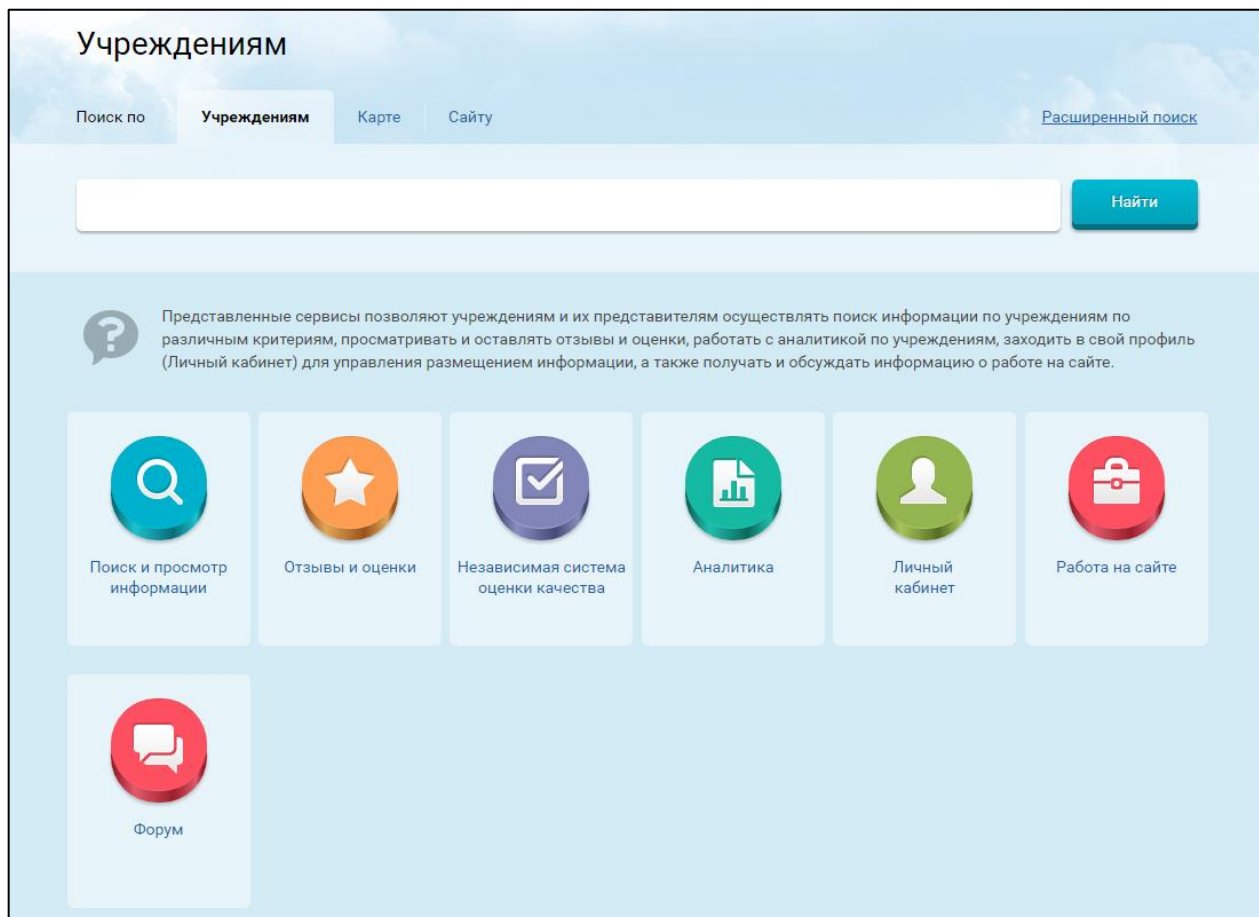 Учреждениям
Поиск по Учреждениям Карте Сайту Расширенный поиск
Найти
Представленные сервисы позволяют учреждениям и их представителям осуществлять поиск информации по учреждениям по
различным критериям, просматривать и оставлять отзывы и оценки, работать с аналитикой по учреждениям, заходить в свой профиль
(Личный кабинет) для управления размещением информации, а также получать и обсуждать информацию о работе на сайте.
Поиск и просмотр
информации
Отзывы и оценки
Независимая система
оценки качества
Аналитика
Личный
кабинет
Работа на сайте
Форум